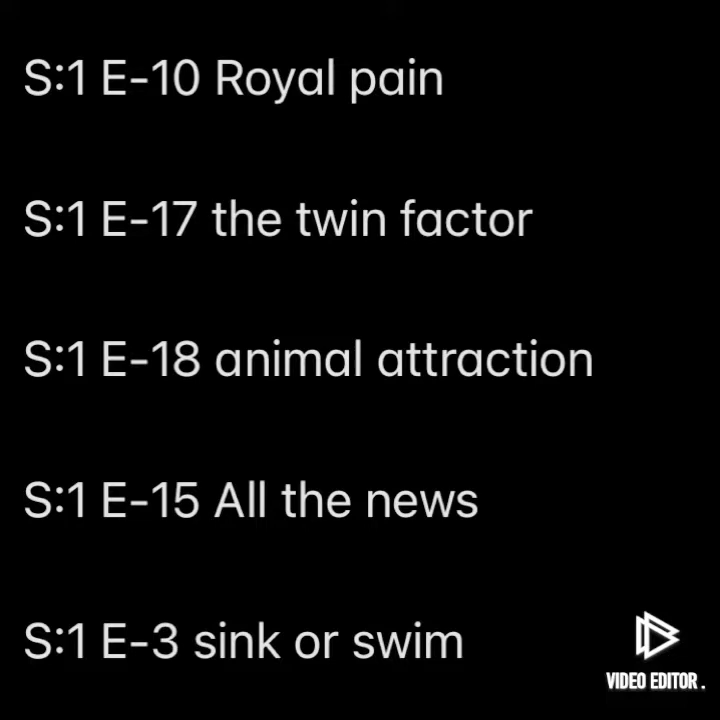 S:1 E-10 Royal pain
S:1 E-17 the twin factor
S:1 E-18 animal attraction
S:1 E-15 All the news
S:1 E-3 sink or swim
VIDEO EDITOR .